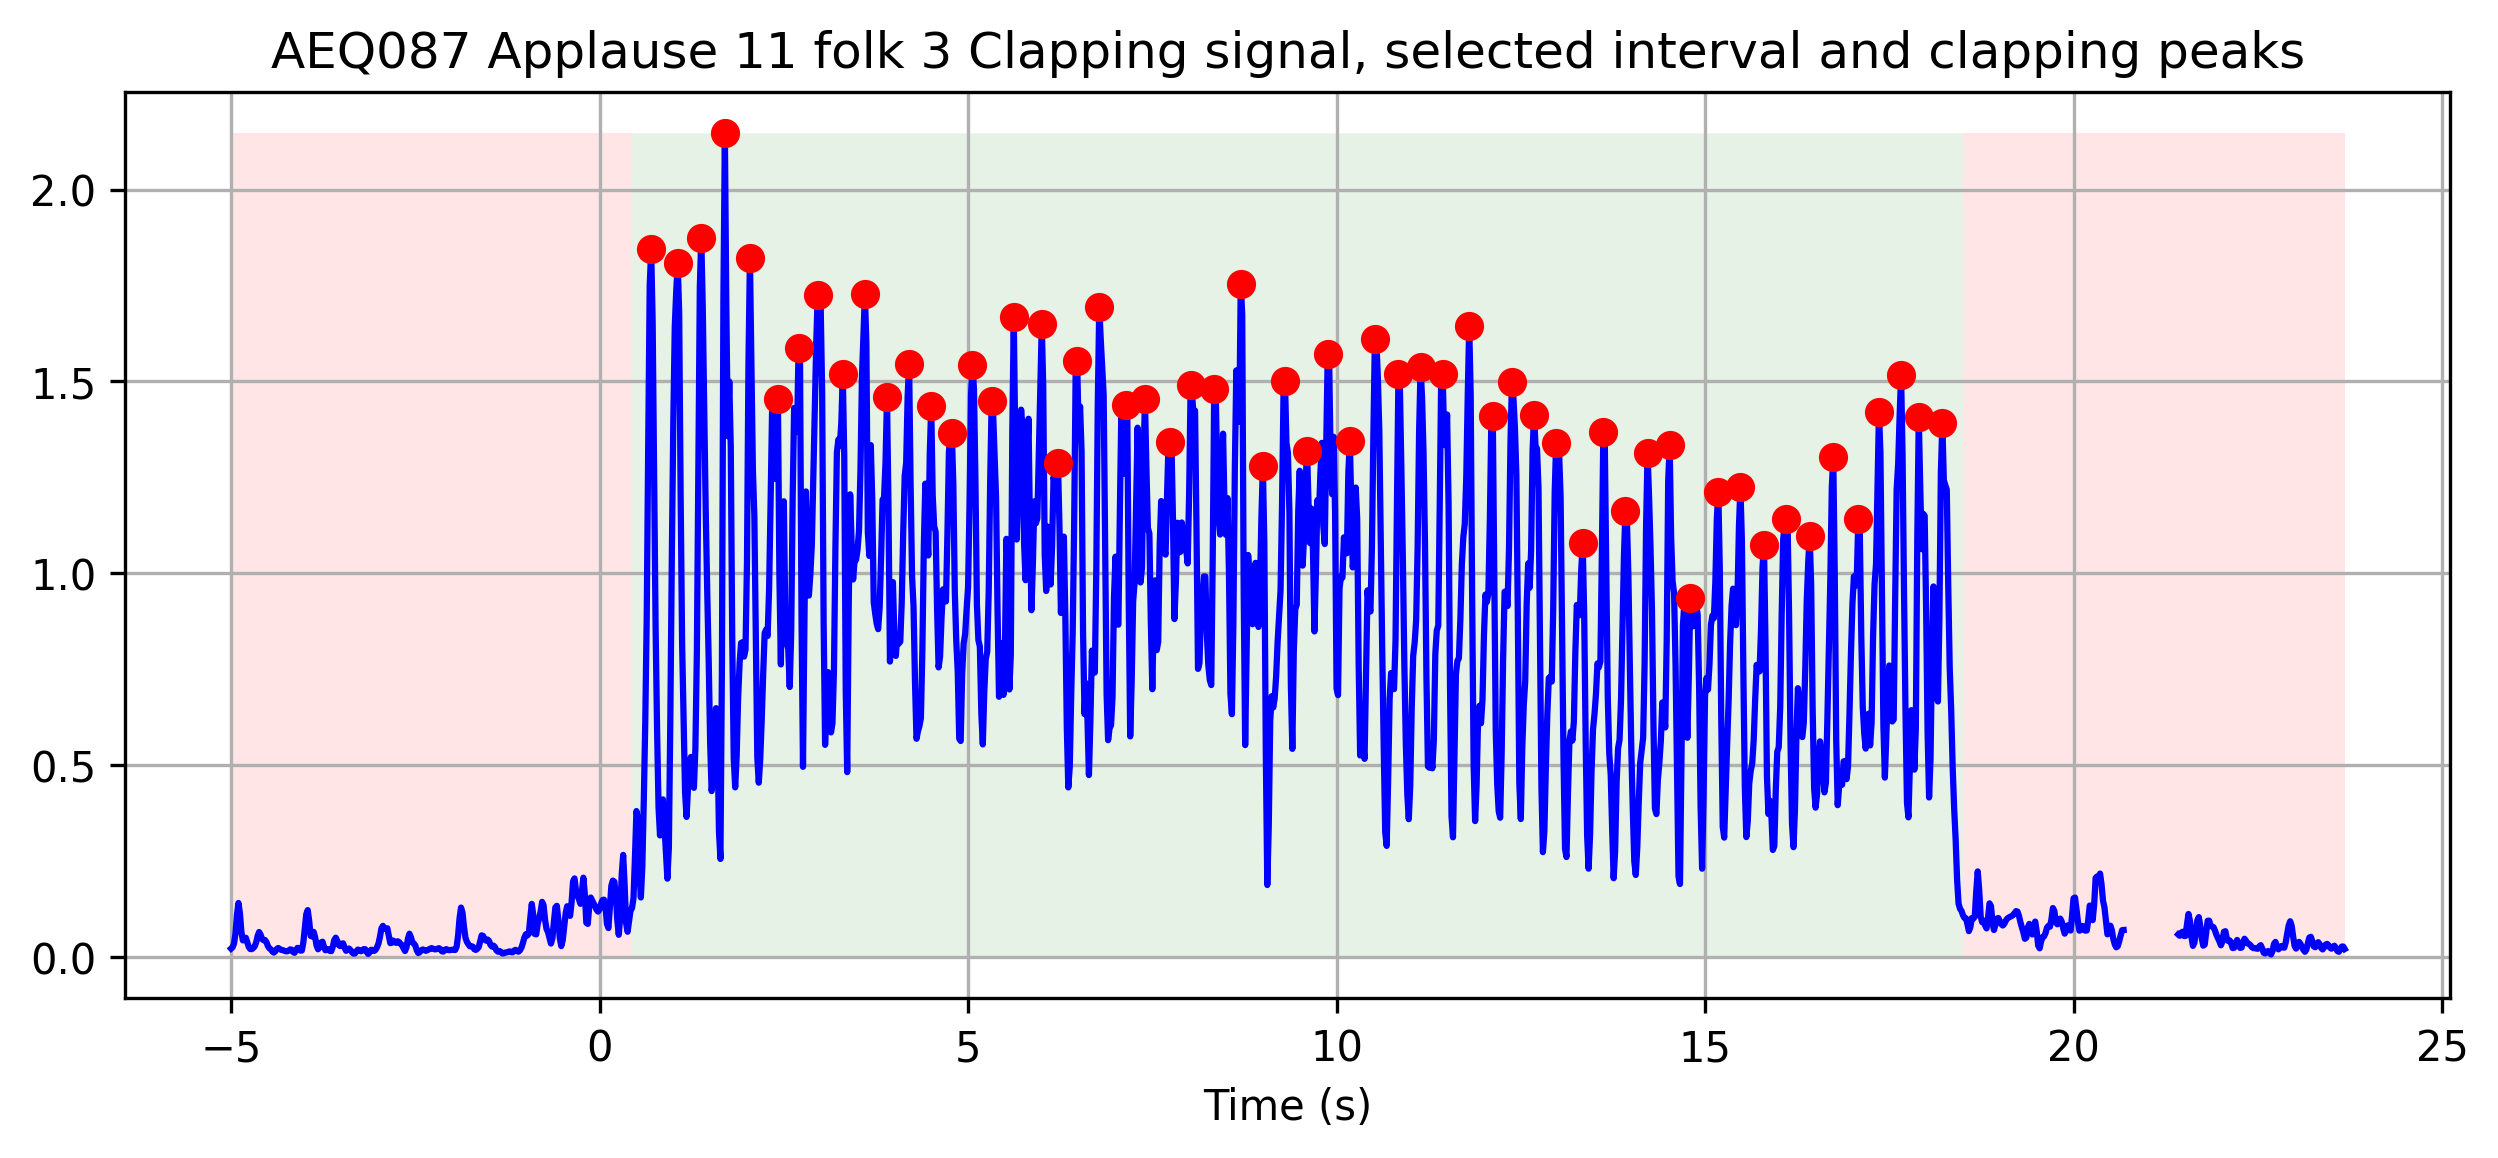 AEQ087 Applause 11 folk 3 Clapping signal, selected interval and clapping peaks
2.0
1.5
1.0
0.5
0.0
−5 0 5 10 15 20 25
Time (s)